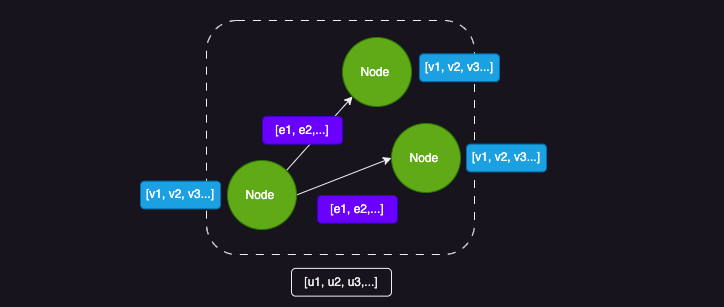 Node
[v1, v2, v3...]
[e1, e2,...]
Node
[v1, v2, v3...]
[v1, v2, v3...]
Node
[e1, e2,...]
[u1, u2, u3,...]